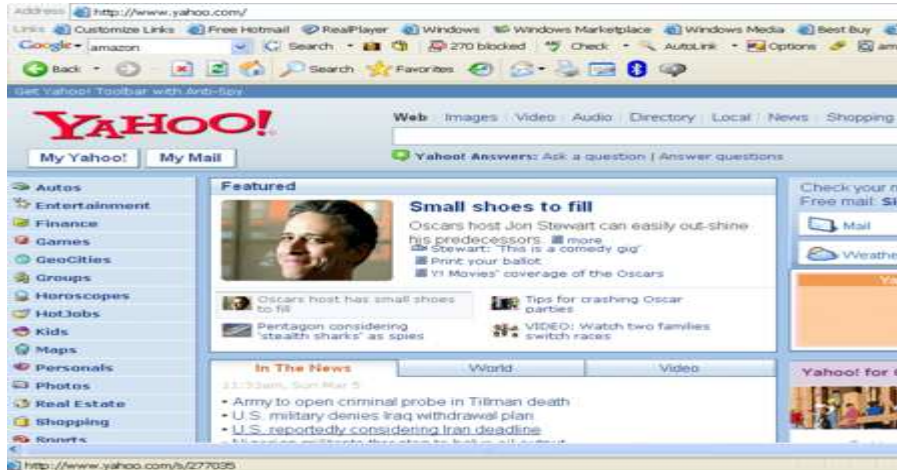 Address http://www.yahoo.com/
Links Customize Links Free Hotmail RealPlayer Windows Windows Marketplace Windows Media Best Buy
Google amazon Search 270 blocked Check AutoLink Options am
Back Search Favorites
Get Yahoo! Toolbar with Anti-Spy
YAHOO!
Web Images Video Audio Directory Local News Shopping
My Yahoo! My Mail
Yahoo! Answers: Ask a question | Answer questions
Autos
Entertainment
Finance
Games
GeoCities
Groups
Horoscopes
HotJobs
Kids
Maps
Personals
Photos
Real Estate
Shopping
Sports
Featured
Small shoes to fill
Oscars host Jon Stewart can easily out-shine
his predecessors. more
Stewart: 'This is a comedy gig'
Print your ballot
Y! Movies' coverage of the Oscars
Oscars host has small shoes
to fill
Tips for crashing Oscar
parties
Pentagon considering
'stealth sharks' as spies
VIDEO: Watch two families
switch races
In The News World Video
11:53am, Sun Mar 5
• Army to open criminal probe in Tillman death
• U.S. military denies Iraq withdrawal plan
• U.S. reportedly considering Iran deadline
Check your m
Free mail: Si
Mail
Weathe
Ya
Yahoo! for
http://www.yahoo.com/s/277035